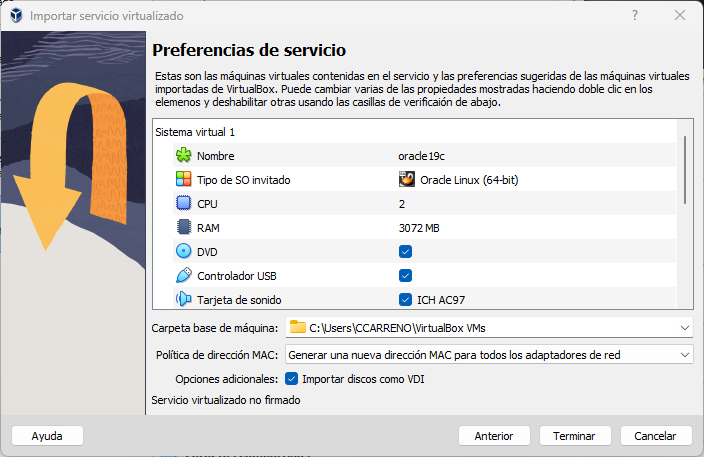 Importar servicio virtualizado
Preferencias de servicio
Estas son las máquinas virtuales contenidas en el servicio y las preferencias sugeridas de las máquinas virtuales
importadas de VirtualBox. Puede cambiar varias de las propiedades mostradas haciendo doble clic en los
elemenos y deshabilitar otras usando las casillas de verificaión de abajo.
Sistema virtual 1
Nombre oracle19c
Tipo de SO invitado Oracle Linux (64-bit)
CPU 2
RAM 3072 MB
DVD
Controlador USB
Tarjeta de sonido ICH AC97
Carpeta base de máquina: C:\Users\CCARRENO\VirtualBox VMs
Política de dirección MAC: Generar una nueva dirección MAC para todos los adaptadores de red
Opciones adicionales: Importar discos como VDI
Servicio virtualizado no firmado
Ayuda Anterior Terminar Cancelar